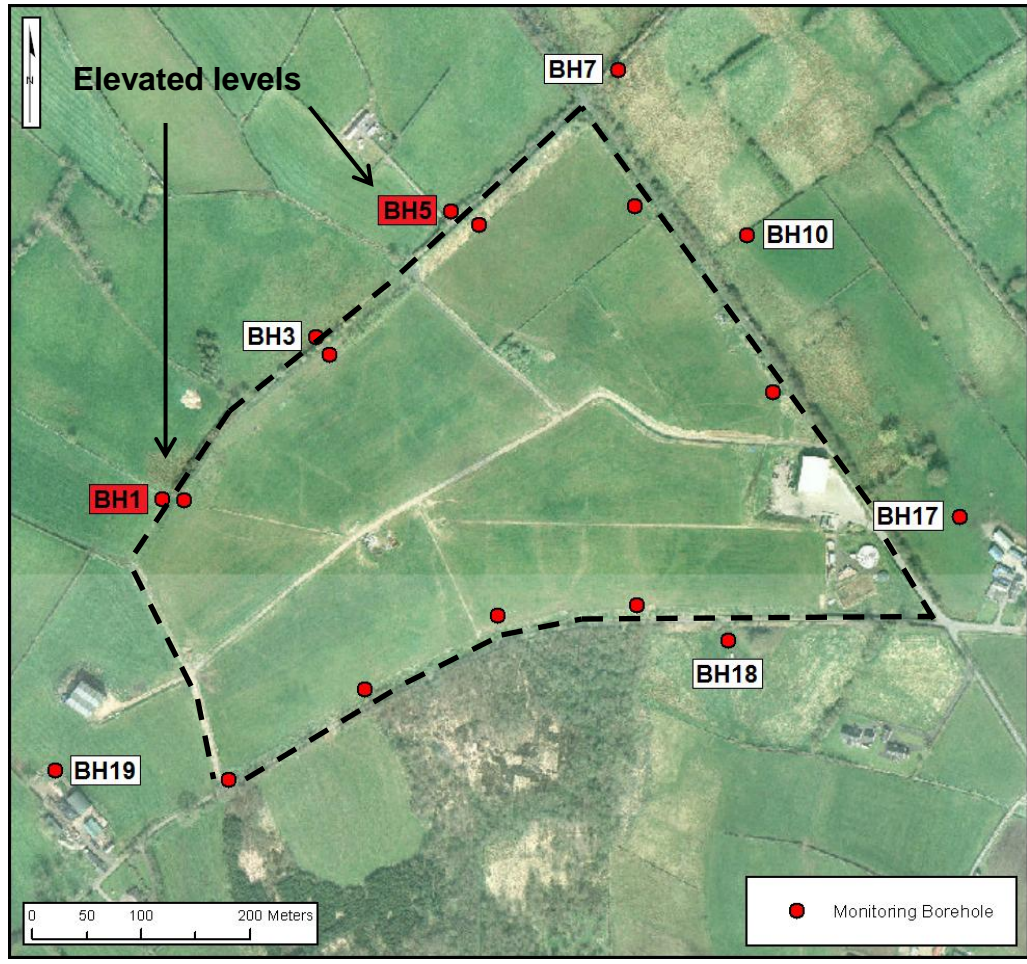 N
Elevated levels
BH7
BH5
BH10
BH3
BH1
BH17
BH18
BH19
0 50 100 200 Meters
Monitoring Borehole